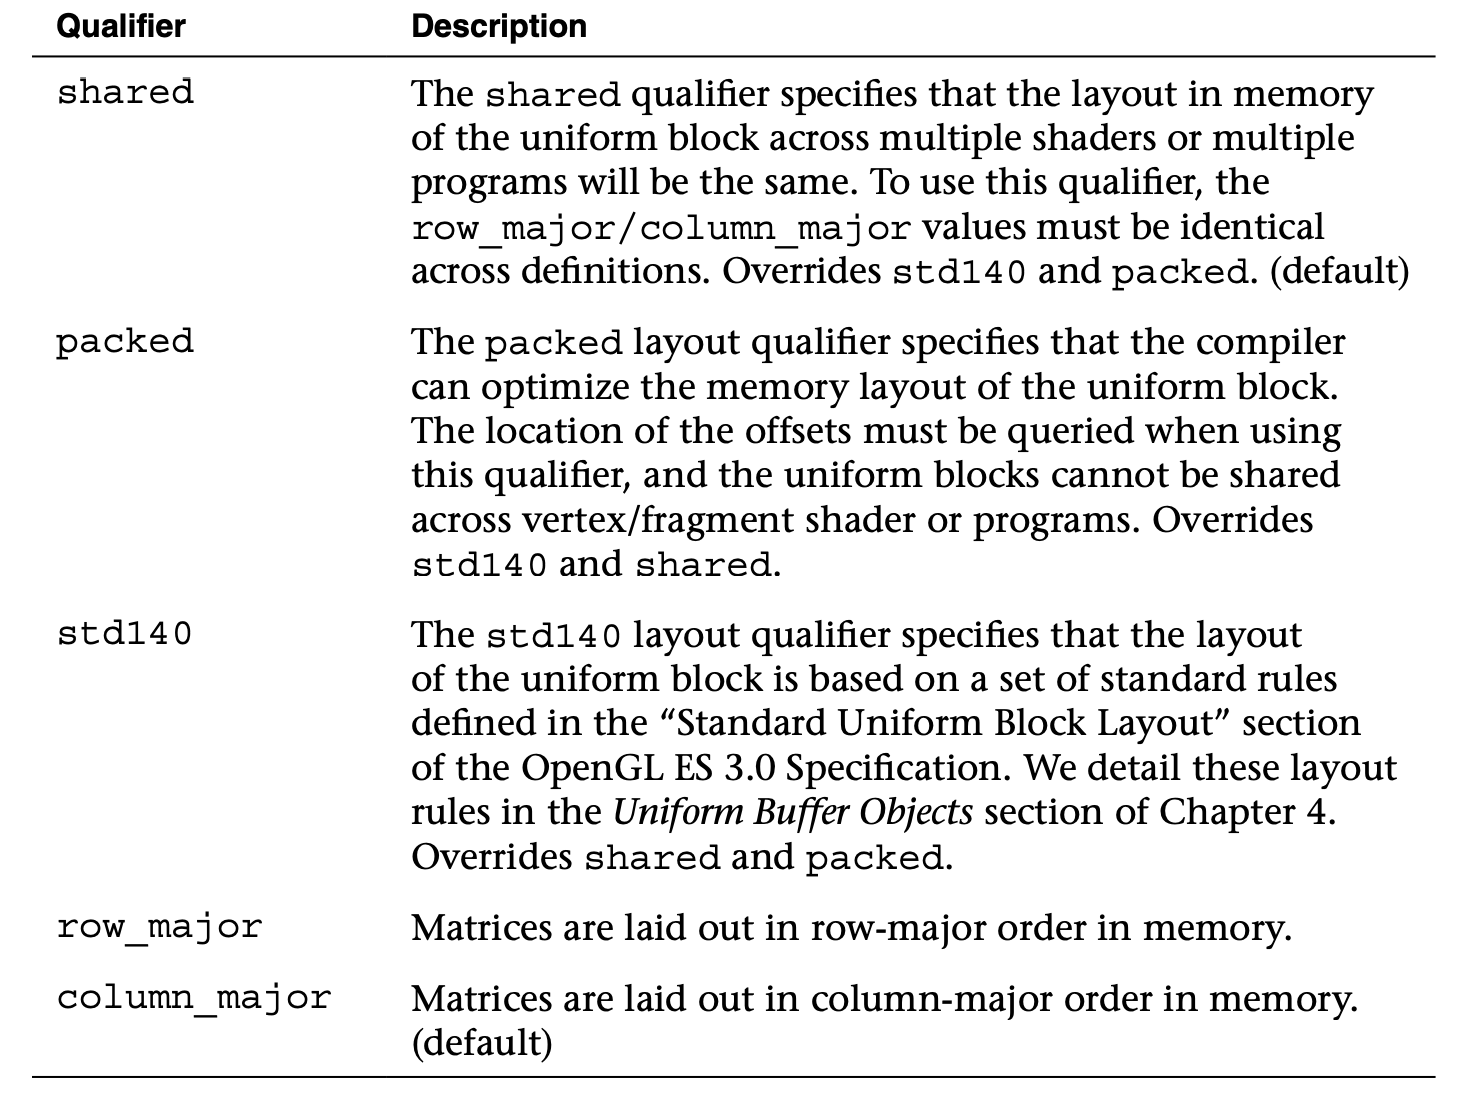 Qualifier Description
shared The shared qualifier specifies that the layout in memory
of the uniform block across multiple shaders or multiple
programs will be the same. To use this qualifier, the
row_major/column_major values must be identical
across definitions. Overrides std140 and packed. (default)
packed The packed layout qualifier specifies that the compiler
can optimize the memory layout of the uniform block.
The location of the offsets must be queried when using
this qualifier, and the uniform blocks cannot be shared
across vertex/fragment shader or programs. Overrides
std140 and shared.
std140 The std140 layout qualifier specifies that the layout
of the uniform block is based on a set of standard rules
defined in the “Standard Uniform Block Layout” section
of the OpenGL ES 3.0 Specification. We detail these layout
rules in the Uniform Buffer Objects section of Chapter 4.
Overrides shared and packed.
row_major Matrices are laid out in row-major order in memory.
column_major Matrices are laid out in column-major order in memory.
(default)